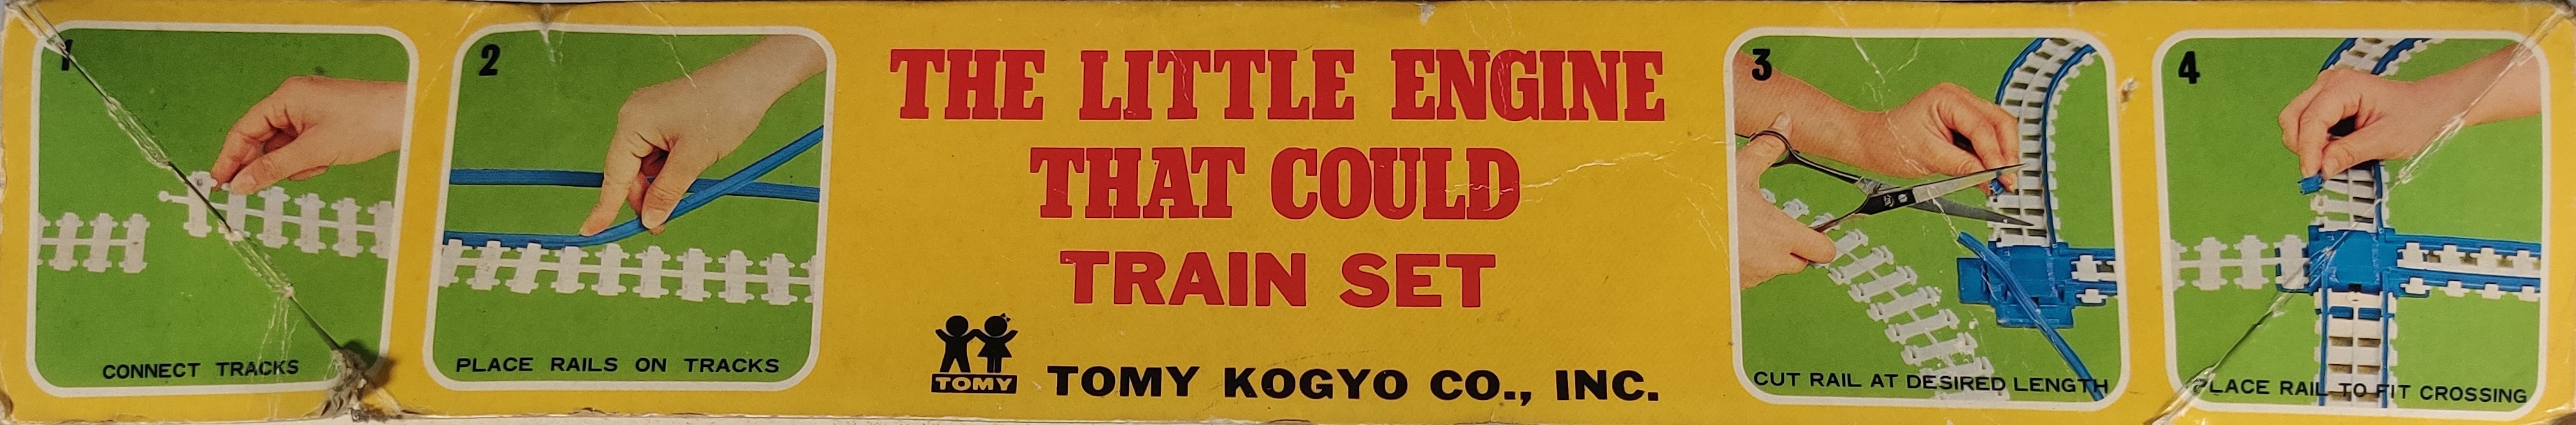 1
CONNECT TRACKS
2
PLACE RAILS ON TRACKS
THE LITTLE ENGINE
THAT COULD
TRAIN SET
TOMY
TOMY KOGYO CO., INC.
3
CUT RAIL AT DESIRED LENGTH
4
PLACE RAIL TO FIT CROSSING